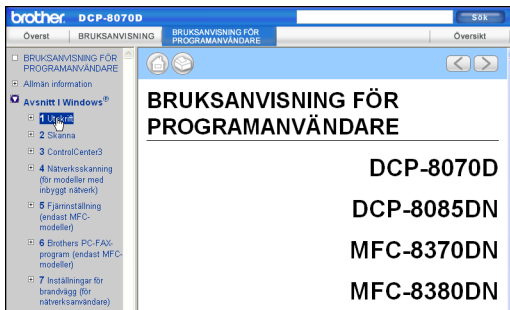 brother. DCP-8070D
Sök
Överst
BRUKSANVISNING
BRUKSANVISNING FÖR
PROGRAMANVÄNDARE
Översikt
BRUKSANVISNING FÖR
PROGRAMANVÄNDARE
Allmän information
Avsnitt I Windows®
1 Utskrift
2 Skanna
3 ControlCenter3
4 Nätverksskanning
(för modeller med
inbyggt nätverk)
5 Fjärrinställning
(endast MFC-
modeller)
6 Brothers PC-FAX-
program (endast MFC-
modeller)
7 Inställningar för
brandvägg (för
nätverksanvändare)
BRUKSANVISNING FÖR
PROGRAMANVÄNDARE
DCP-8070D
DCP-8085DN
MFC-8370DN
MFC-8380DN